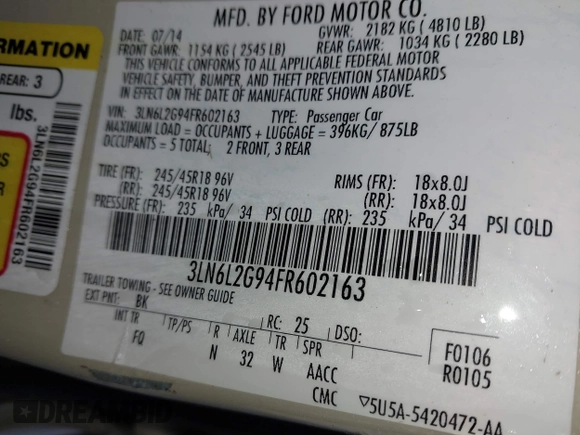 MFD. BY FORD MOTOR CO.
DATE: 07/14 GVWR: 2182 KG ( 4810 LB)
FRONT GAWR: 1154 KG ( 2545 LB) REAR GAWR: 1034 KG ( 2280 LB)
THIS VEHICLE CONFORMS TO ALL APPLICABLE FEDERAL MOTOR
VEHICLE SAFETY, BUMPER, AND THEFT PREVENTION STANDARDS
IN EFFECT ON THE DATE OF MANUFACTURE SHOWN ABOVE.
VIN: 3LN6L2G94FR602163 TYPE: Passenger Car
MAXIMUM LOAD = OCCUPANTS + LUGGAGE = 396KG/ 875LB
OCCUPANTS = 5 TOTAL: 2 FRONT, 3 REAR
TIRE (FR): 245/45R18 96V RIMS (FR): 18x8.0J
(RR): 245/45R18 96V (RR): 18x8.0J
PRESSURE (FR): 235 kPa/ 34 PSI COLD (RR): 235 kPa/ 34 PSI COLD
3LN6L2G94FR602163
TRAILER TOWING - SEE OWNER GUIDE
EXT PNT: BK RC: 25 DSO:
INT TR TP/PS R AXLE TR SPR
FQ N 32 W AACC
CMC
F0106
R0105
▽5U5A-5420472-AA
RMATION
REAR: 3
lbs.
S
ER
3LN6L2G94FR602163
DREAMBID